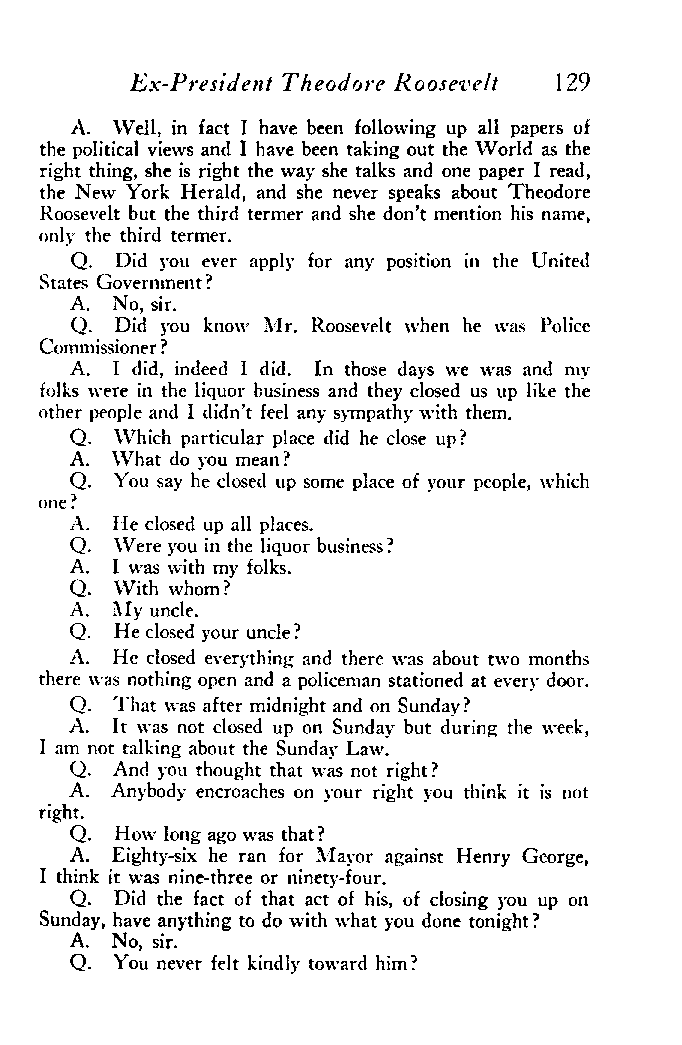 Ex-President Theodore Roosevelt 129
A. Well, in fact I have been following up all papers of
the political views and I have been taking out the World as the
right thing, she is right the way she talks and one paper I read,
the New York Herald, and she never speaks about Theodore
Roosevelt but the third termer and she don't mention his name,
only the third termer.
Q. Did you ever apply for any position in the United
States Government?
A. No, sir.
Q. Did you know Mr. Roosevelt when he was Police
Commissioner?
A. I did, indeed I did. In those days we was and my
folks were in the liquor business and they closed us up like the
other people and I didn't feel any sympathy with them.
Q. Which particular place did he close up?
A. What do you mean?
Q. You say he closed up some place of your people, which
one?
A. He closed up all places.
Q. Were you in the liquor business?
A. I was with my folks.
Q. With whom?
A. My uncle.
Q. He closed your uncle?
A. He closed everything and there was about two months
there was nothing open and a policeman stationed at every door.
Q. That was after midnight and on Sunday?
A. It was not closed up on Sunday but during the week,
I am not talking about the Sunday Law.
Q. And you thought that was not right?
A. Anybody encroaches on your right you think it is not
right.
Q. How long ago was that?
A. Eighty-six he ran for Mayor against Henry George,
I think it was nine-three or ninety-four.
Q. Did the fact of that act of his, of closing you up on
Sunday, have anything to do with what you done tonight?
A. No, sir.
Q. You never felt kindly toward him?